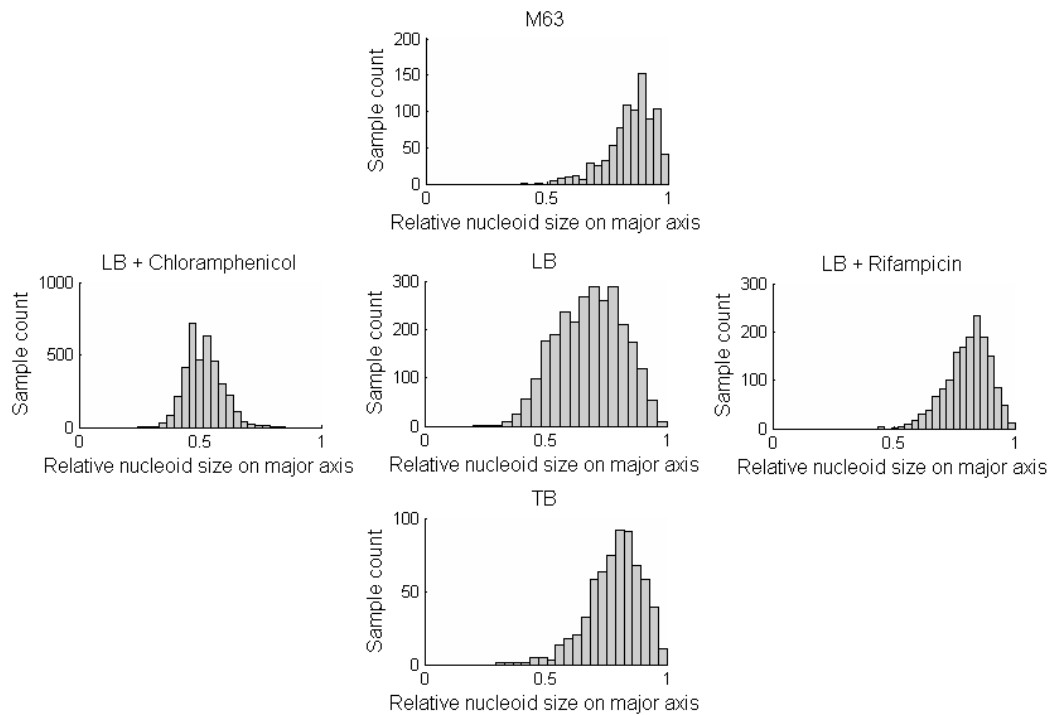 M63
200
150
100
50
0
Sample count
0
0.5
1
Relative nucleoid size on major axis
LB + Chloramphenicol
1000
500
0
Sample count
0
0.5
1
Relative nucleoid size on major axis
LB
300
200
100
0
Sample count
0
0.5
1
Relative nucleoid size on major axis
LB + Rifampicin
300
200
100
0
Sample count
0
0.5
1
Relative nucleoid size on major axis
TB
100
50
0
Sample count
0
0.5
1
Relative nucleoid size on major axis